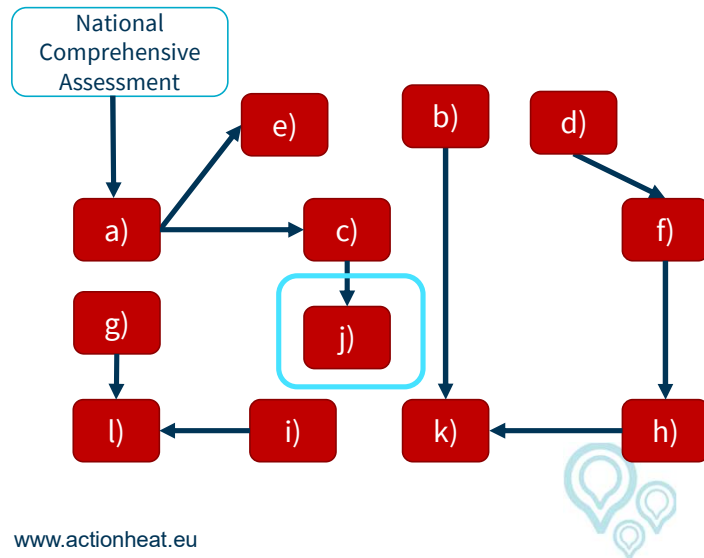 National
Comprehensive
Assessment
e)
b)
d)
a)
c)
f)
g)
j)
l)
i)
k)
h)
www.actionheat.eu